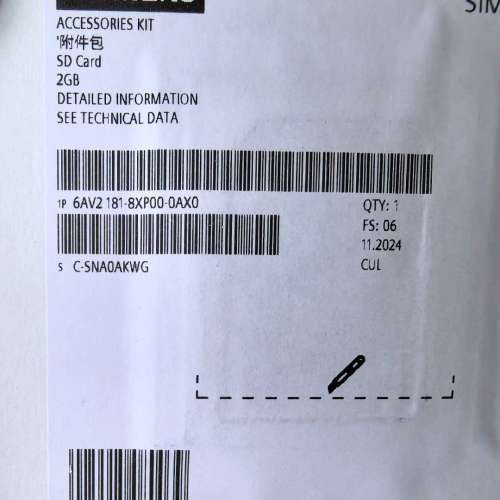 SIM
ACCESSORIES KIT
'附件包
SD Card
2GB
DETAILED INFORMATION
SEE TECHNICAL DATA
1P 6AV2 181-8XP00-0AX0
QTY: 1
FS: 06
11.2024
S C-SNA0AKWG
CUL